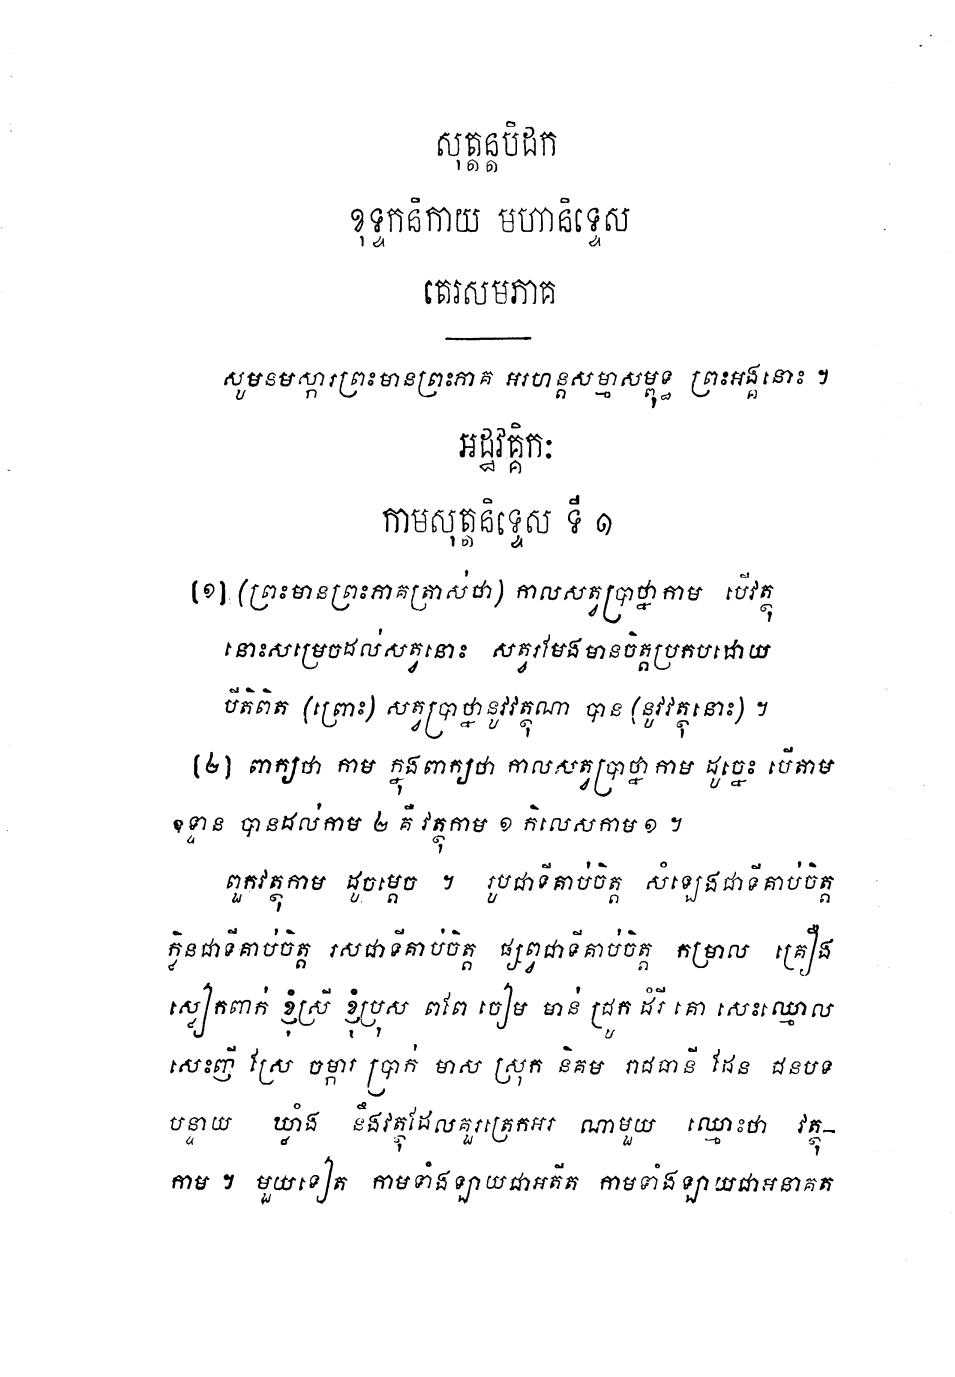 សុត្តន្តបិដក
ខុទ្ទកនិកាយ មហានិទ្ទេស
តេរសមភាគ
សូមនមស្ការព្រះមានព្រះភាគ អរហន្តសម្មាសម្ពុទ្ធ ព្រះអង្គនោះ ។
អដ្ឋវគ្គិកៈ
កាមសុត្តនិទ្ទេស ទី ១
[១] (ព្រះមានព្រះភាគត្រាស់ថា) កាលសត្វប្រាថ្នាកាម បើវត្ថុ
នោះសម្រេចដល់សត្វនោះ សត្វរមែងមានចិត្តប្រកបដោយ
បីតិពិត (ព្រោះ) សត្វប្រាថ្នានូវវត្ថុណា បាន (នូវវត្ថុនោះ) ។
[២] ពាក្យថា កាម ក្នុងពាក្យថា កាលសត្វប្រាថ្នាកាម ដូច្នេះ បើតាម
ឧទ្ទាន បានដល់កាម ២ គឺ វត្ថុកាម ១ កិលេសកាម ១ ។
ពួកវត្ថុកាម ដូចម្តេច ។ រូបជាទីគាប់ចិត្ត សំឡេងជាទីគាប់ចិត្ត
ក្លិនជាទីគាប់ចិត្ត រសជាទីគាប់ចិត្ត ផ្សព្វជាទីគាប់ចិត្ត កម្រាល គ្រឿង
ស្លៀកពាក់ ខ្ញុំស្រី ខ្ញុំប្រុស ពពែ ចៀម មាន់ ជ្រូក ដំរី គោ សេះឈ្មោល
សេះញី ស្រែ ចម្ការ ប្រាក់ មាស ស្រុក និគម រាជធានី ដែន ជនបទ
បន្ទាយ ឃ្លាំង នឹងវត្ថុដែលគួរត្រេកអរ ណាមួយ ឈ្មោះថា វត្ថុ–
កាម ។ មួយទៀត កាមទាំងឡាយជាអតីត កាមទាំងឡាយជាអនាគត